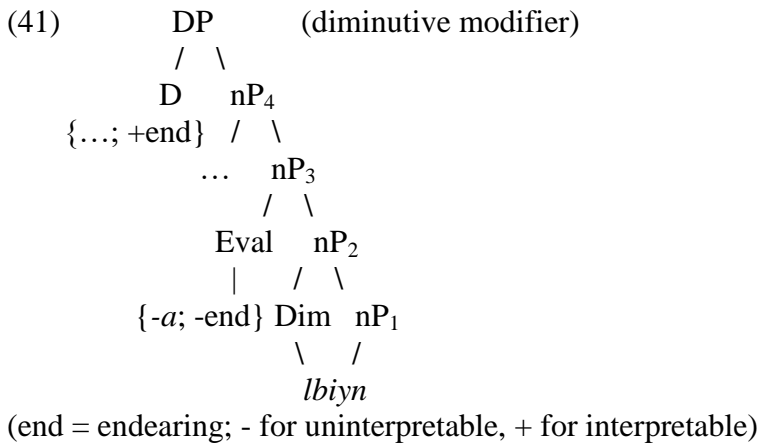 (41) DP (diminutive modifier)
/ \
D nP₄
{…; +end} / \
… nP₃
/ \
Eval nP₂
| / \
{-a; -end} Dim nP₁
\ /
lbiyn
(end = endearing; - for uninterpretable, + for interpretable)